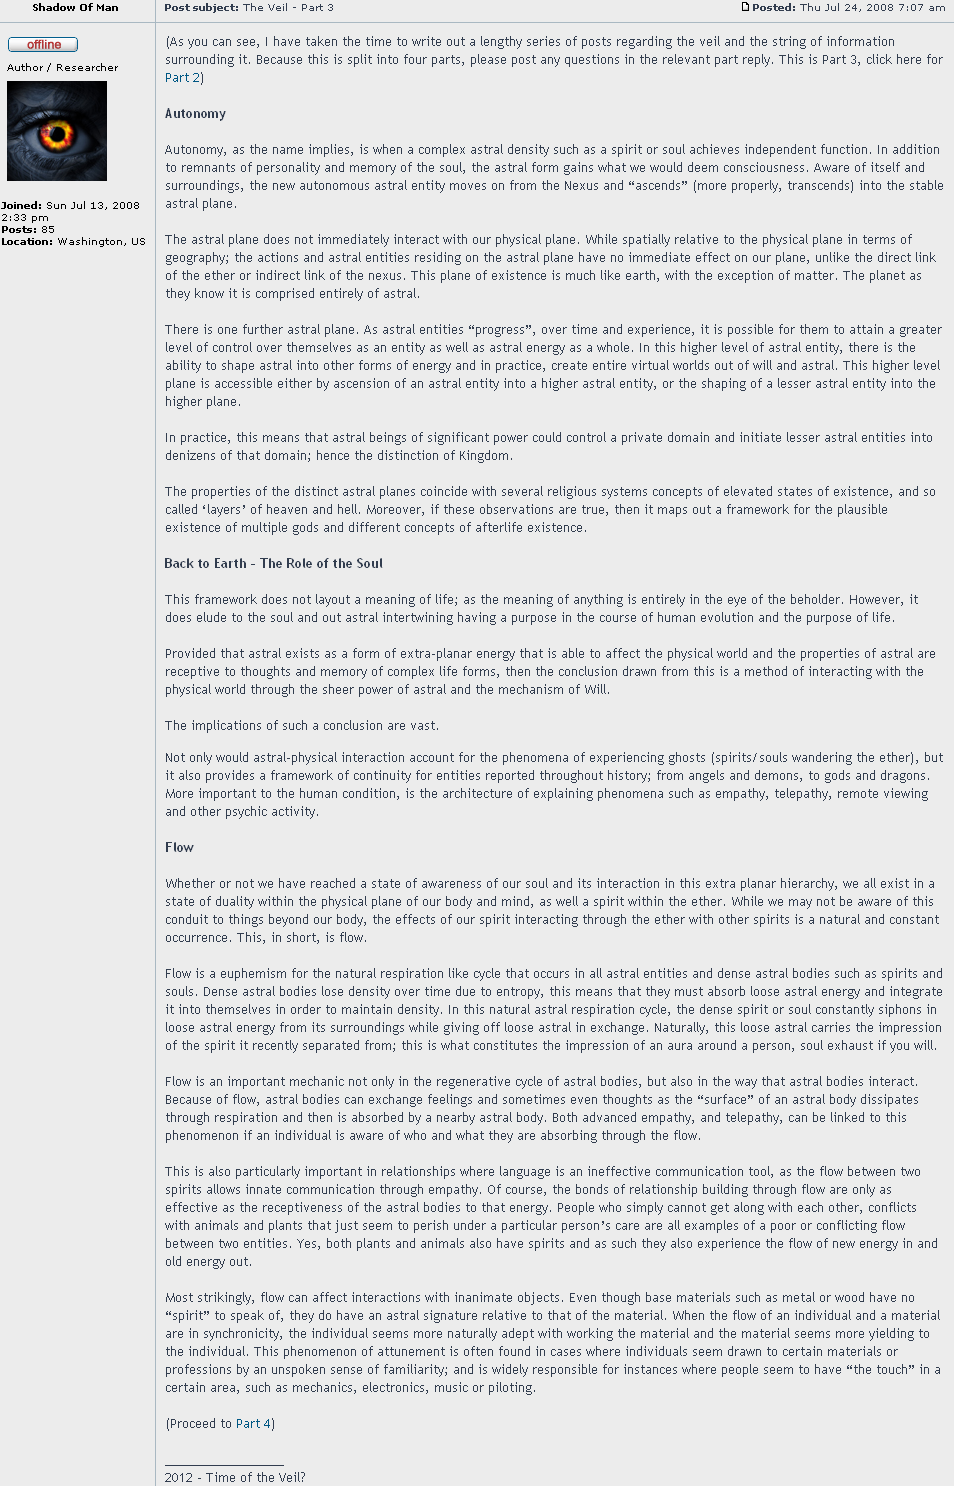 Shadow Of Man
Post subject: The Veil - Part 3
Posted: Thu Jul 24, 2008 7:07 am
offline
Author / Researcher
Joined: Sun Jul 13, 2008
2:33 pm
Posts: 85
Location: Washington, US
(As you can see, I have taken the time to write out a lengthy series of posts regarding the veil and the string of information
surrounding it. Because this is split into four parts, please post any questions in the relevant part reply. This is Part 3, click here for
Part 2)
Autonomy
Autonomy, as the name implies, is when a complex astral density such as a spirit or soul achieves independent function. In addition
to remnants of personality and memory of the soul, the astral form gains what we would deem consciousness. Aware of itself and
surroundings, the new autonomous astral entity moves on from the Nexus and “ascends” (more properly, transcends) into the stable
astral plane.
The astral plane does not immediately interact with our physical plane. While spatially relative to the physical plane in terms of
geography; the actions and astral entities residing on the astral plane have no immediate effect on our plane, unlike the direct link
of the ether or indirect link of the nexus. This plane of existence is much like earth, with the exception of matter. The planet as
they know it is comprised entirely of astral.
There is one further astral plane. As astral entities “progress”, over time and experience, it is possible for them to attain a greater
level of control over themselves as an entity as well as astral energy as a whole. In this higher level of astral entity, there is the
ability to shape astral into other forms of energy and in practice, create entire virtual worlds out of will and astral. This higher level
plane is accessible either by ascension of an astral entity into a higher astral entity, or the shaping of a lesser astral entity into the
higher plane.
In practice, this means that astral beings of significant power could control a private domain and initiate lesser astral entities into
denizens of that domain; hence the distinction of Kingdom.
The properties of the distinct astral planes coincide with several religious systems concepts of elevated states of existence, and so
called ‘layers’ of heaven and hell. Moreover, if these observations are true, then it maps out a framework for the plausible
existence of multiple gods and different concepts of afterlife existence.
Back to Earth - The Role of the Soul
This framework does not layout a meaning of life; as the meaning of anything is entirely in the eye of the beholder. However, it
does elude to the soul and out astral intertwining having a purpose in the course of human evolution and the purpose of life.
Provided that astral exists as a form of extra-planar energy that is able to affect the physical world and the properties of astral are
receptive to thoughts and memory of complex life forms, then the conclusion drawn from this is a method of interacting with the
physical world through the sheer power of astral and the mechanism of Will.
The implications of such a conclusion are vast.
Not only would astral-physical interaction account for the phenomena of experiencing ghosts (spirits/souls wandering the ether), but
it also provides a framework of continuity for entities reported throughout history; from angels and demons, to gods and dragons.
More important to the human condition, is the architecture of explaining phenomena such as empathy, telepathy, remote viewing
and other psychic activity.
Flow
Whether or not we have reached a state of awareness of our soul and its interaction in this extra planar hierarchy, we all exist in a
state of duality within the physical plane of our body and mind, as well a spirit within the ether. While we may not be aware of this
conduit to things beyond our body, the effects of our spirit interacting through the ether with other spirits is a natural and constant
occurrence. This, in short, is flow.
Flow is a euphemism for the natural respiration like cycle that occurs in all astral entities and dense astral bodies such as spirits and
souls. Dense astral bodies lose density over time due to entropy, this means that they must absorb loose astral energy and integrate
it into themselves in order to maintain density. In this natural astral respiration cycle, the dense spirit or soul constantly siphons in
loose astral energy from its surroundings while giving off loose astral in exchange. Naturally, this loose astral carries the impression
of the spirit it recently separated from; this is what constitutes the impression of an aura around a person, soul exhaust if you will.
Flow is an important mechanic not only in the regenerative cycle of astral bodies, but also in the way that astral bodies interact.
Because of flow, astral bodies can exchange feelings and sometimes even thoughts as the “surface” of an astral body dissipates
through respiration and then is absorbed by a nearby astral body. Both advanced empathy, and telepathy, can be linked to this
phenomenon if an individual is aware of who and what they are absorbing through the flow.
This is also particularly important in relationships where language is an ineffective communication tool, as the flow between two
spirits allows innate communication through empathy. Of course, the bonds of relationship building through flow are only as
effective as the receptiveness of the astral bodies to that energy. People who simply cannot get along with each other, conflicts
with animals and plants that just seem to perish under a particular person’s care are all examples of a poor or conflicting flow
between two entities. Yes, both plants and animals also have spirits and as such they also experience the flow of new energy in and
old energy out.
Most strikingly, flow can affect interactions with inanimate objects. Even though base materials such as metal or wood have no
“spirit” to speak of, they do have an astral signature relative to that of the material. When the flow of an individual and a material
are in synchronicity, the individual seems more naturally adept with working the material and the material seems more yielding to
the individual. This phenomenon of attunement is often found in cases where individuals seem drawn to certain materials or
professions by an unspoken sense of familiarity; and is widely responsible for instances where people seem to have “the touch” in a
certain area, such as mechanics, electronics, music or piloting.
(Proceed to Part 4)
2012 - Time of the Veil?